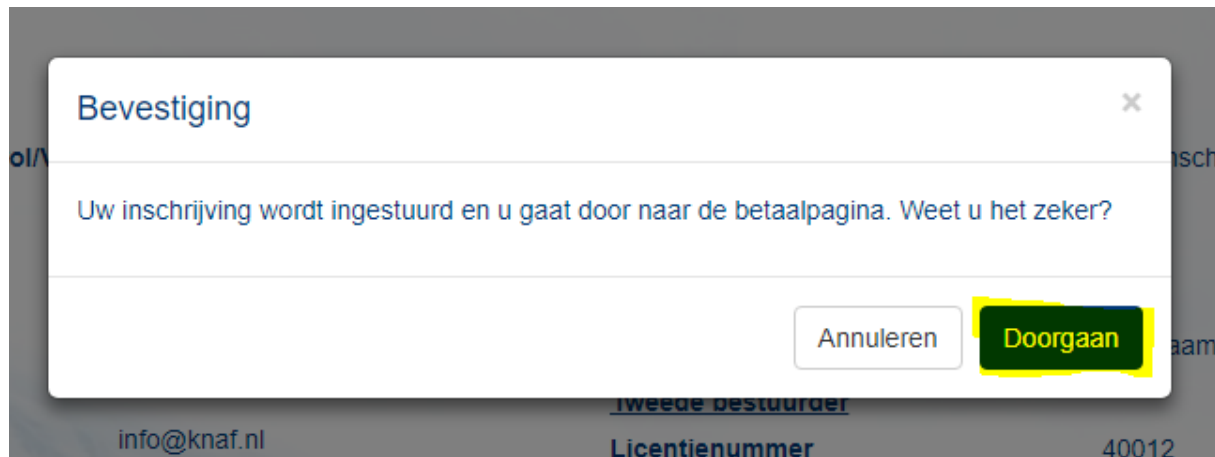 Bevestiging
×
Uw inschrijving wordt ingestuurd en u gaat door naar de betaalpagina. Weet u het zeker?
Annuleren
Doorgaan
Tweede bestuurder
info@knaf.nl
Licentienummer
40012